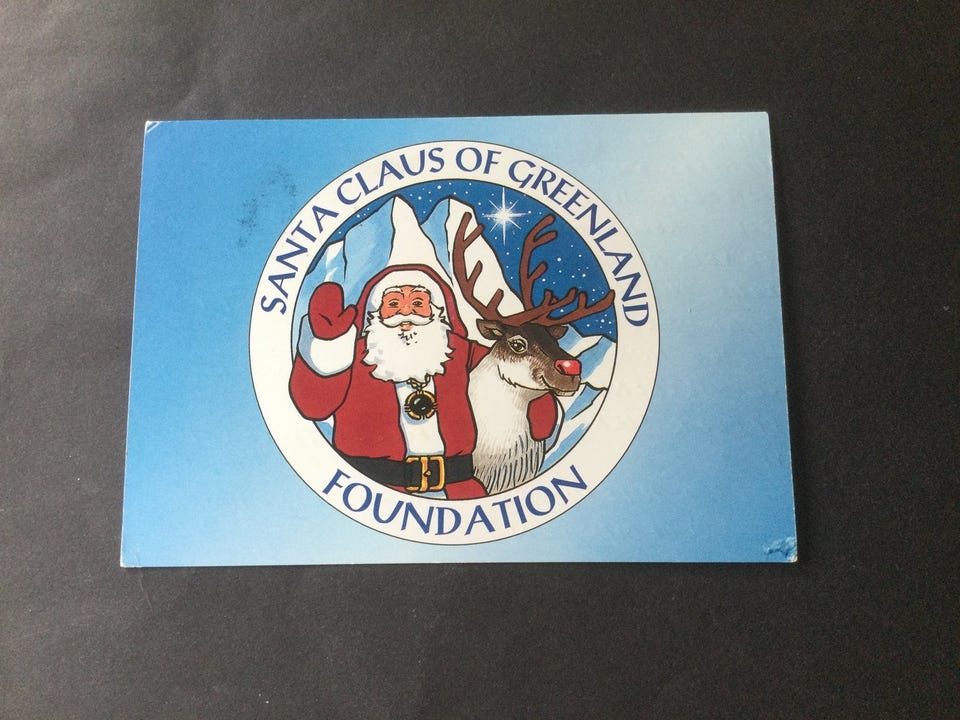 SANTA CLAUS OF GREENLAND
FOUNDATION